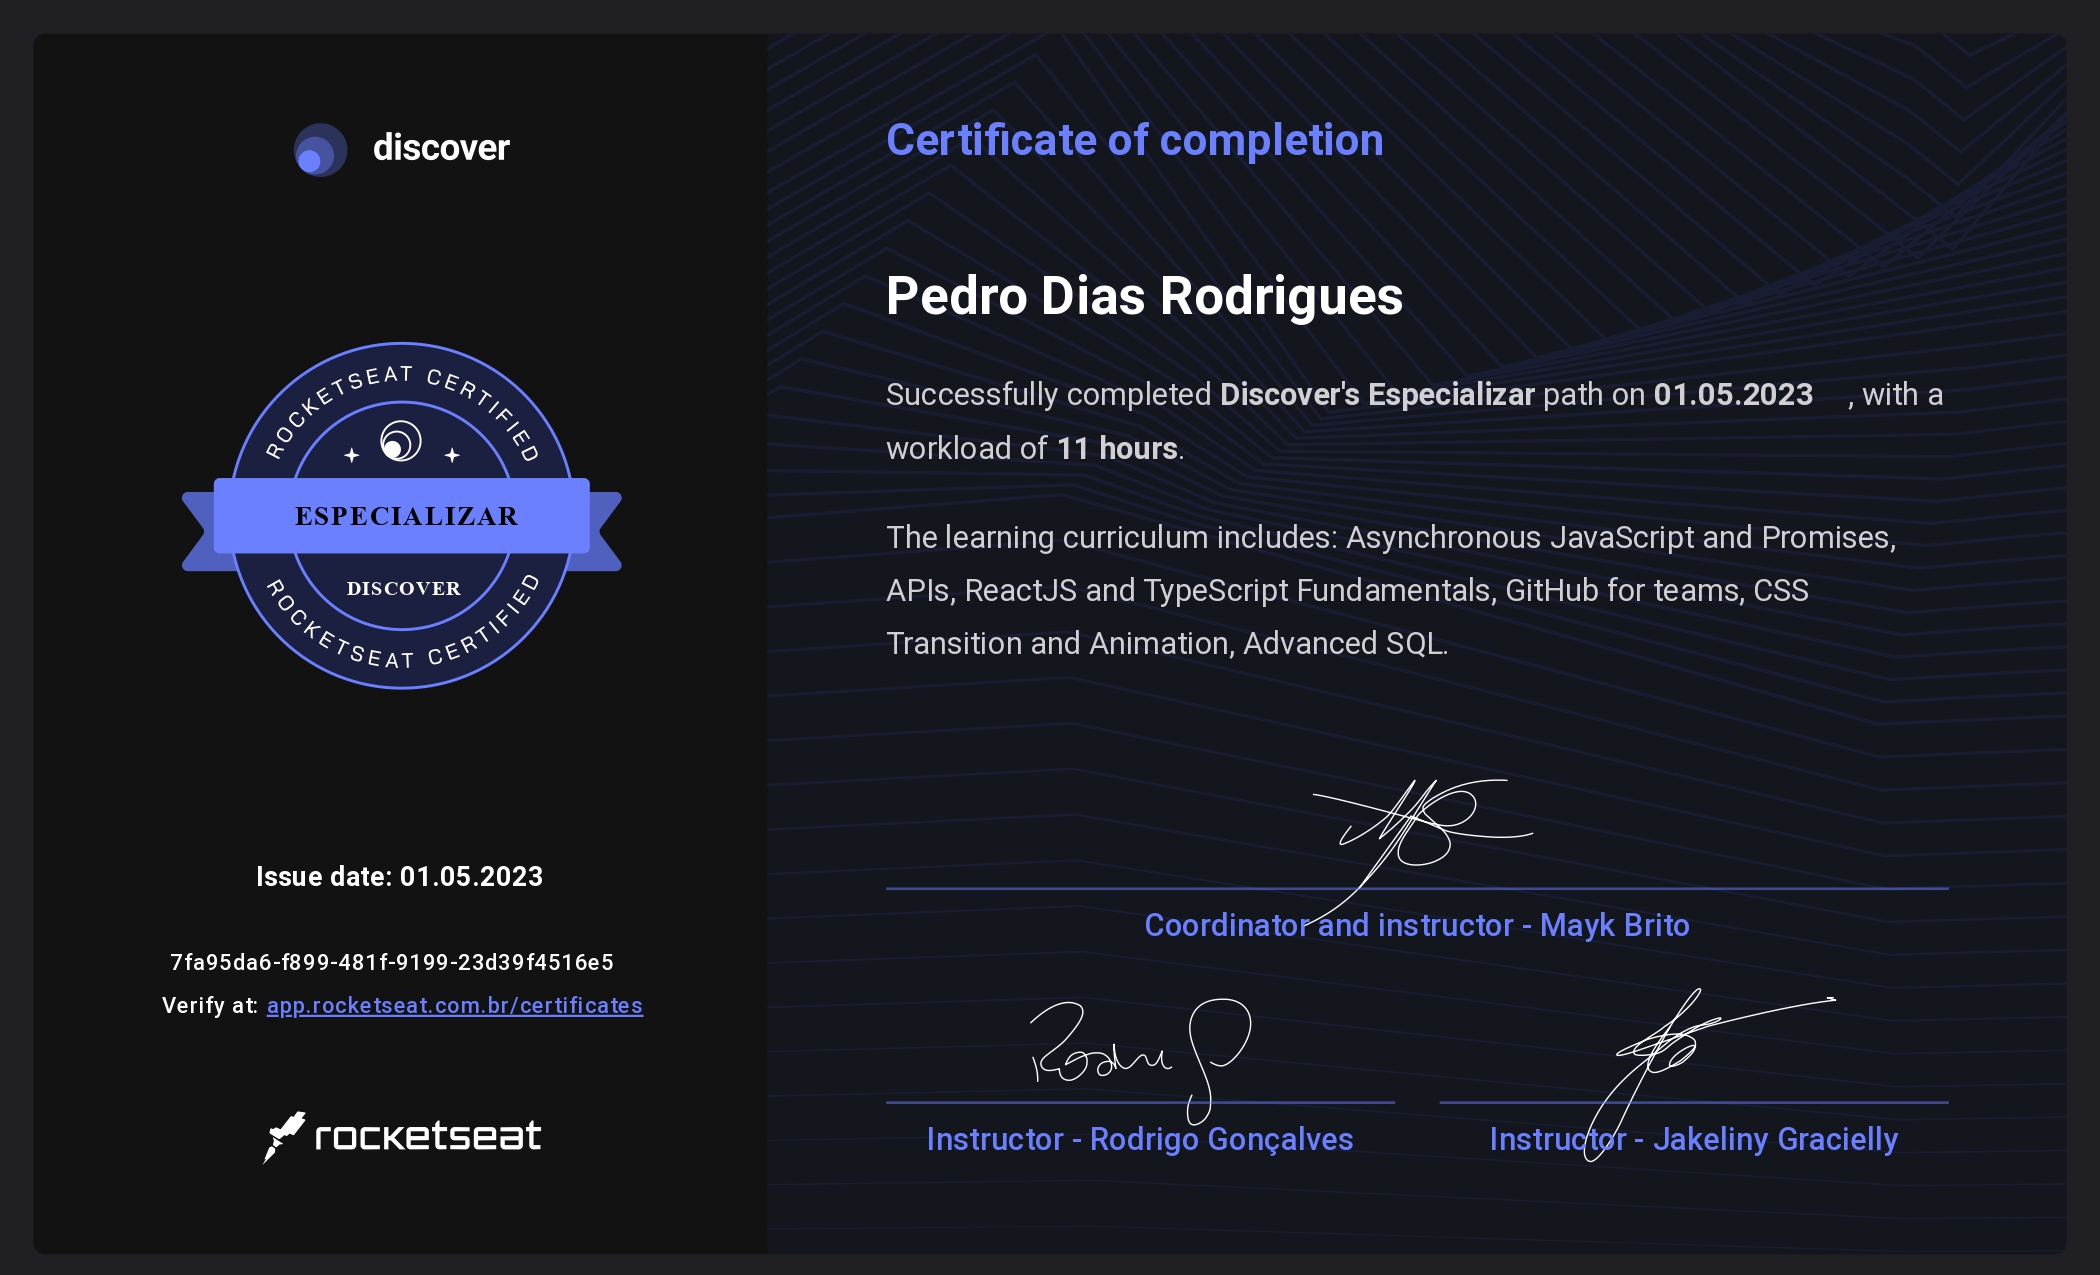 discover
ROCKETSEAT CERTIFIED
ESPECIALIZAR
DISCOVER
ROCKETSEAT CERTIFIED
Issue date: 01.05.2023
7fa95da6-f899-481f-9199-23d39f4516e5
Verify at: app.rocketseat.com.br/certificates
rocketseat
Certificate of completion
Pedro Dias Rodrigues
Successfully completed Discover's Especializar path on 01.05.2023 , with a
workload of 11 hours.
The learning curriculum includes: Asynchronous JavaScript and Promises,
APIs, ReactJS and TypeScript Fundamentals, GitHub for teams, CSS
Transition and Animation, Advanced SQL.
Coordinator and instructor - Mayk Brito
Instructor - Rodrigo Gonçalves
Instructor - Jakeliny Gracielly